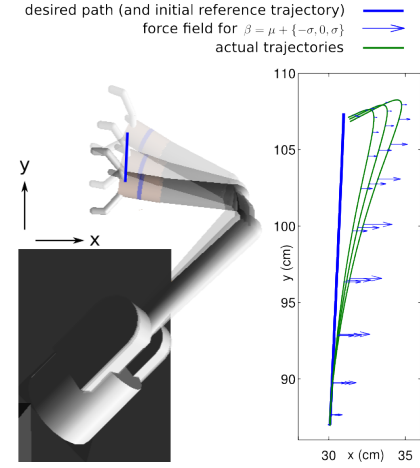 desired path (and initial reference trajectory)
force field for β = μ + {−σ, 0, σ}
actual trajectories
y
x
110
105
100
95
90
y (cm)
30 x (cm) 35